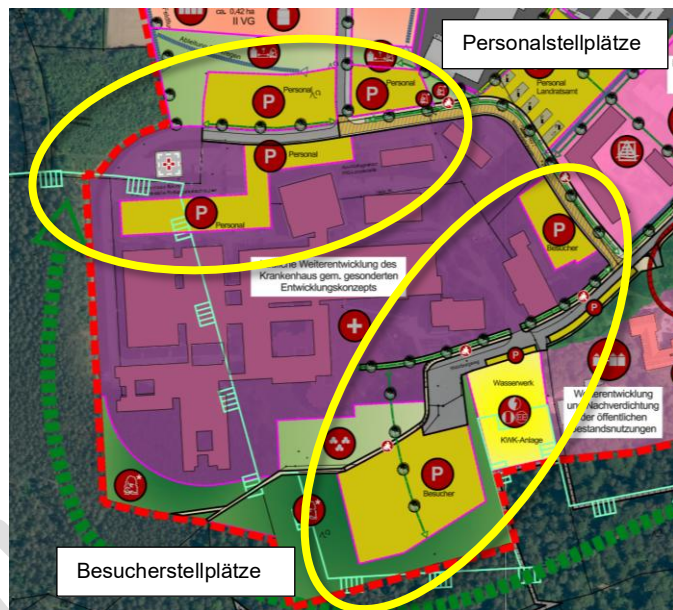 ca. 0,42 ha
II VG
Personalstellplätze
Personal
Landratsamt
P
Personal
P
Personal
P
Personal
P
Personal
P
Besucher
Weiterentwicklung des
Krankenhaus gem. gesonderten
Entwicklungskonzepts
P
P
Wasserwerk
KWK-Anlage
Weiterentwicklung
und Nachverdichtung
der öffentlichen
Bestandsnutzungen
P
Besucher
Besucherstellplätze